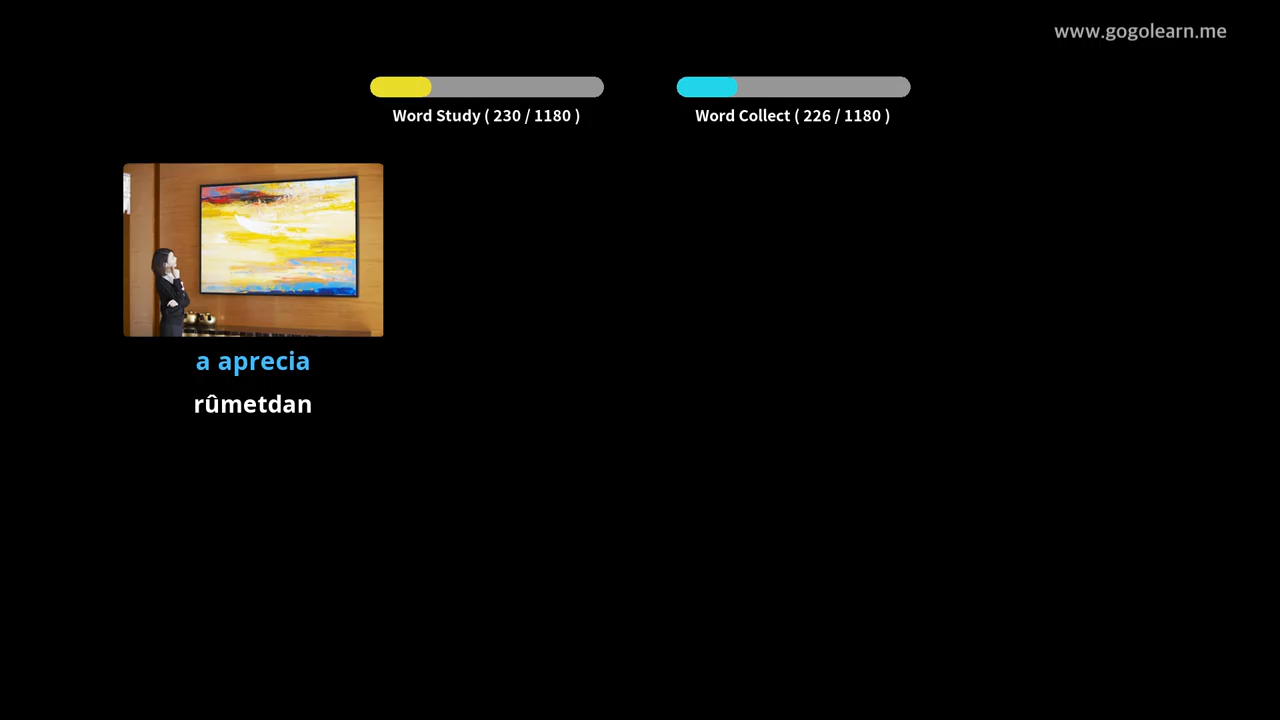 www.gogolearn.me
Word Study ( 230 / 1180 )
Word Collect ( 226 / 1180 )
a aprecia
rûmetdan